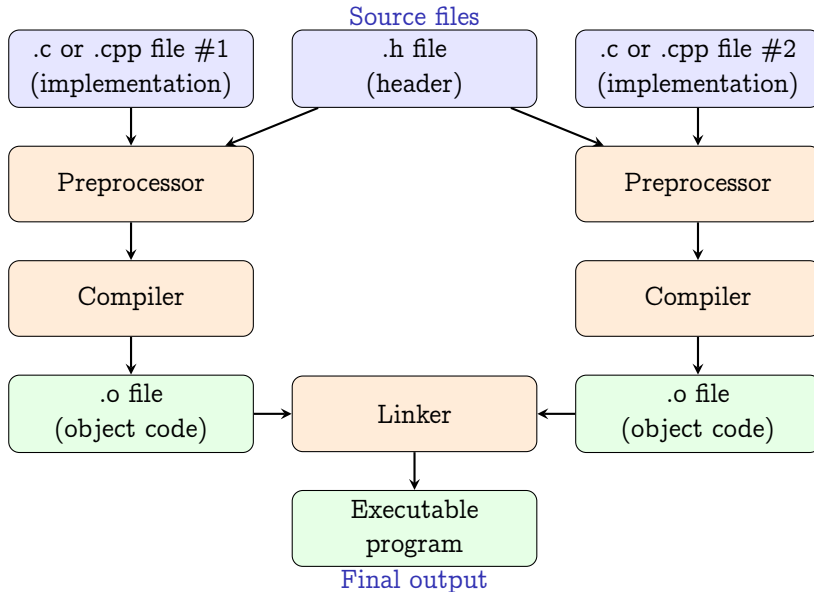 Source files
.c or .cpp file #1
(implementation)
.h file
(header)
.c or .cpp file #2
(implementation)
Preprocessor
Preprocessor
Compiler
Compiler
.o file
(object code)
Linker
.o file
(object code)
Executable
program
Final output